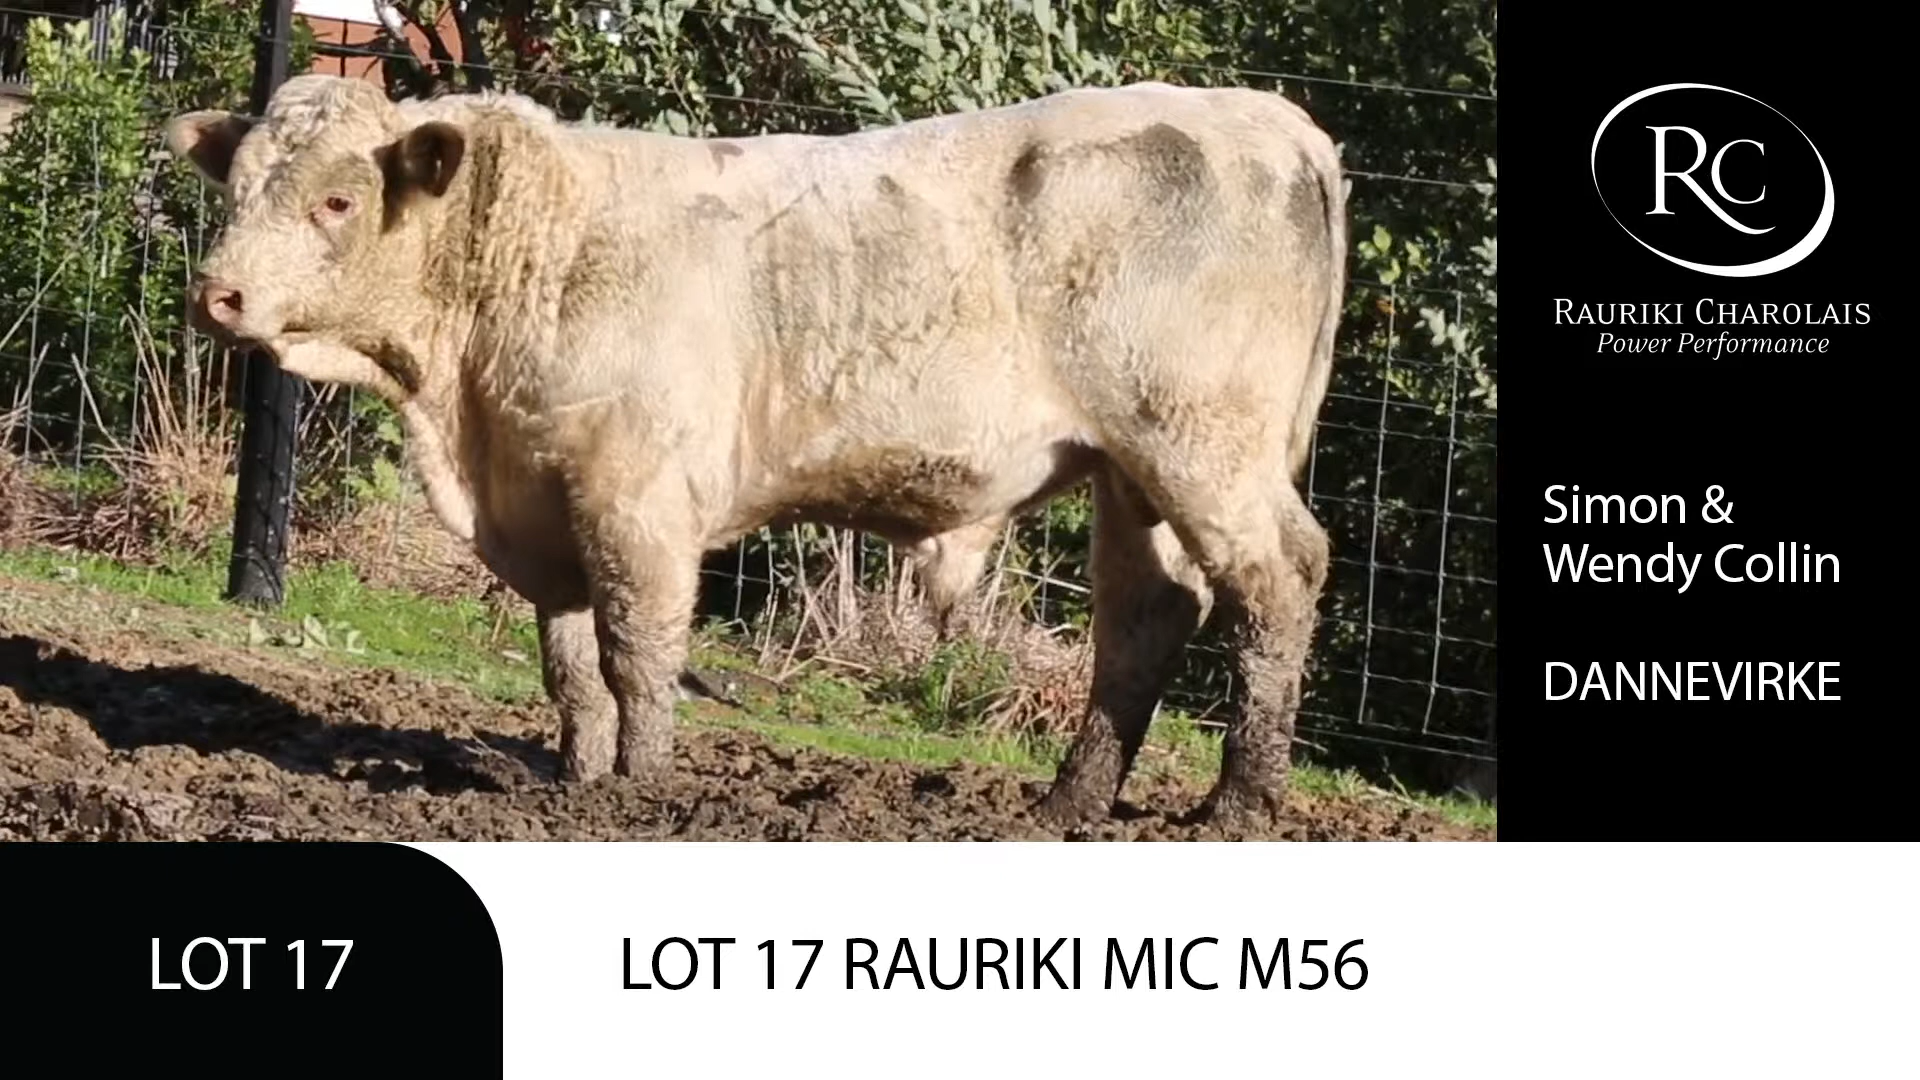 RC
RAURIKI CHAROLAIS
Power Performance
Simon &
Wendy Collin
DANNEVIRKE
LOT 17
LOT 17 RAURIKI MIC M56